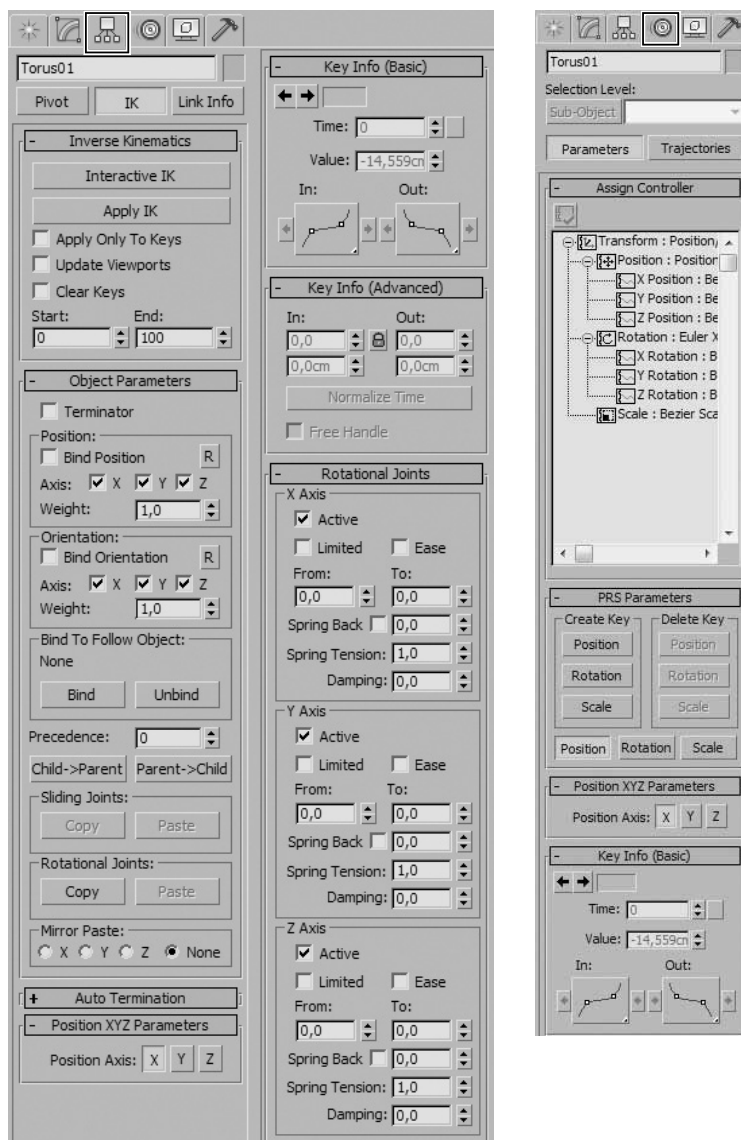 Torus01
Pivot IK Link Info
- Inverse Kinematics
Interactive IK
Apply IK
Apply Only To Keys
Update Viewports
Clear Keys
Start: End:
0 100
- Object Parameters
Terminator
Position:
Bind Position R
Axis: X Y Z
Weight: 1,0
Orientation:
Bind Orientation R
Axis: X Y Z
Weight: 1,0
Bind To Follow Object:
None
Bind Unbind
Precedence: 0
Child->Parent Parent->Child
Sliding Joints:
Copy Paste
Rotational Joints:
Copy Paste
Mirror Paste:
X Y Z None
+ Auto Termination
- Position XYZ Parameters
Position Axis: X Y Z
- Key Info (Basic)
Time: 0
Value: -14,559cm
In: Out:
- Key Info (Advanced)
In: Out:
0,0 0,0
0,0cm 0,0cm
Normalize Time
Free Handle
- Rotational Joints
X Axis
Active
Limited Ease
From: To:
0,0 0,0
Spring Back 0,0
Spring Tension: 1,0
Damping: 0,0
Y Axis
Active
Limited Ease
From: To:
0,0 0,0
Spring Back 0,0
Spring Tension: 1,0
Damping: 0,0
Z Axis
Active
Limited Ease
From: To:
0,0 0,0
Spring Back 0,0
Spring Tension: 1,0
Damping: 0,0
Torus01
Selection Level:
Sub-Object
Parameters Trajectories
- Assign Controller
Transform : Position/
Position : Position
X Position : Be
Y Position : Be
Z Position : Be
Rotation : Euler X
X Rotation : B
Y Rotation : B
Z Rotation : B
Scale : Bezier Sca
- PRS Parameters
Create Key Delete Key
Position Position
Rotation Rotation
Scale Scale
Position Rotation Scale
- Position XYZ Parameters
Position Axis: X Y Z
- Key Info (Basic)
Time: 0
Value: -14,559cm
In: Out: